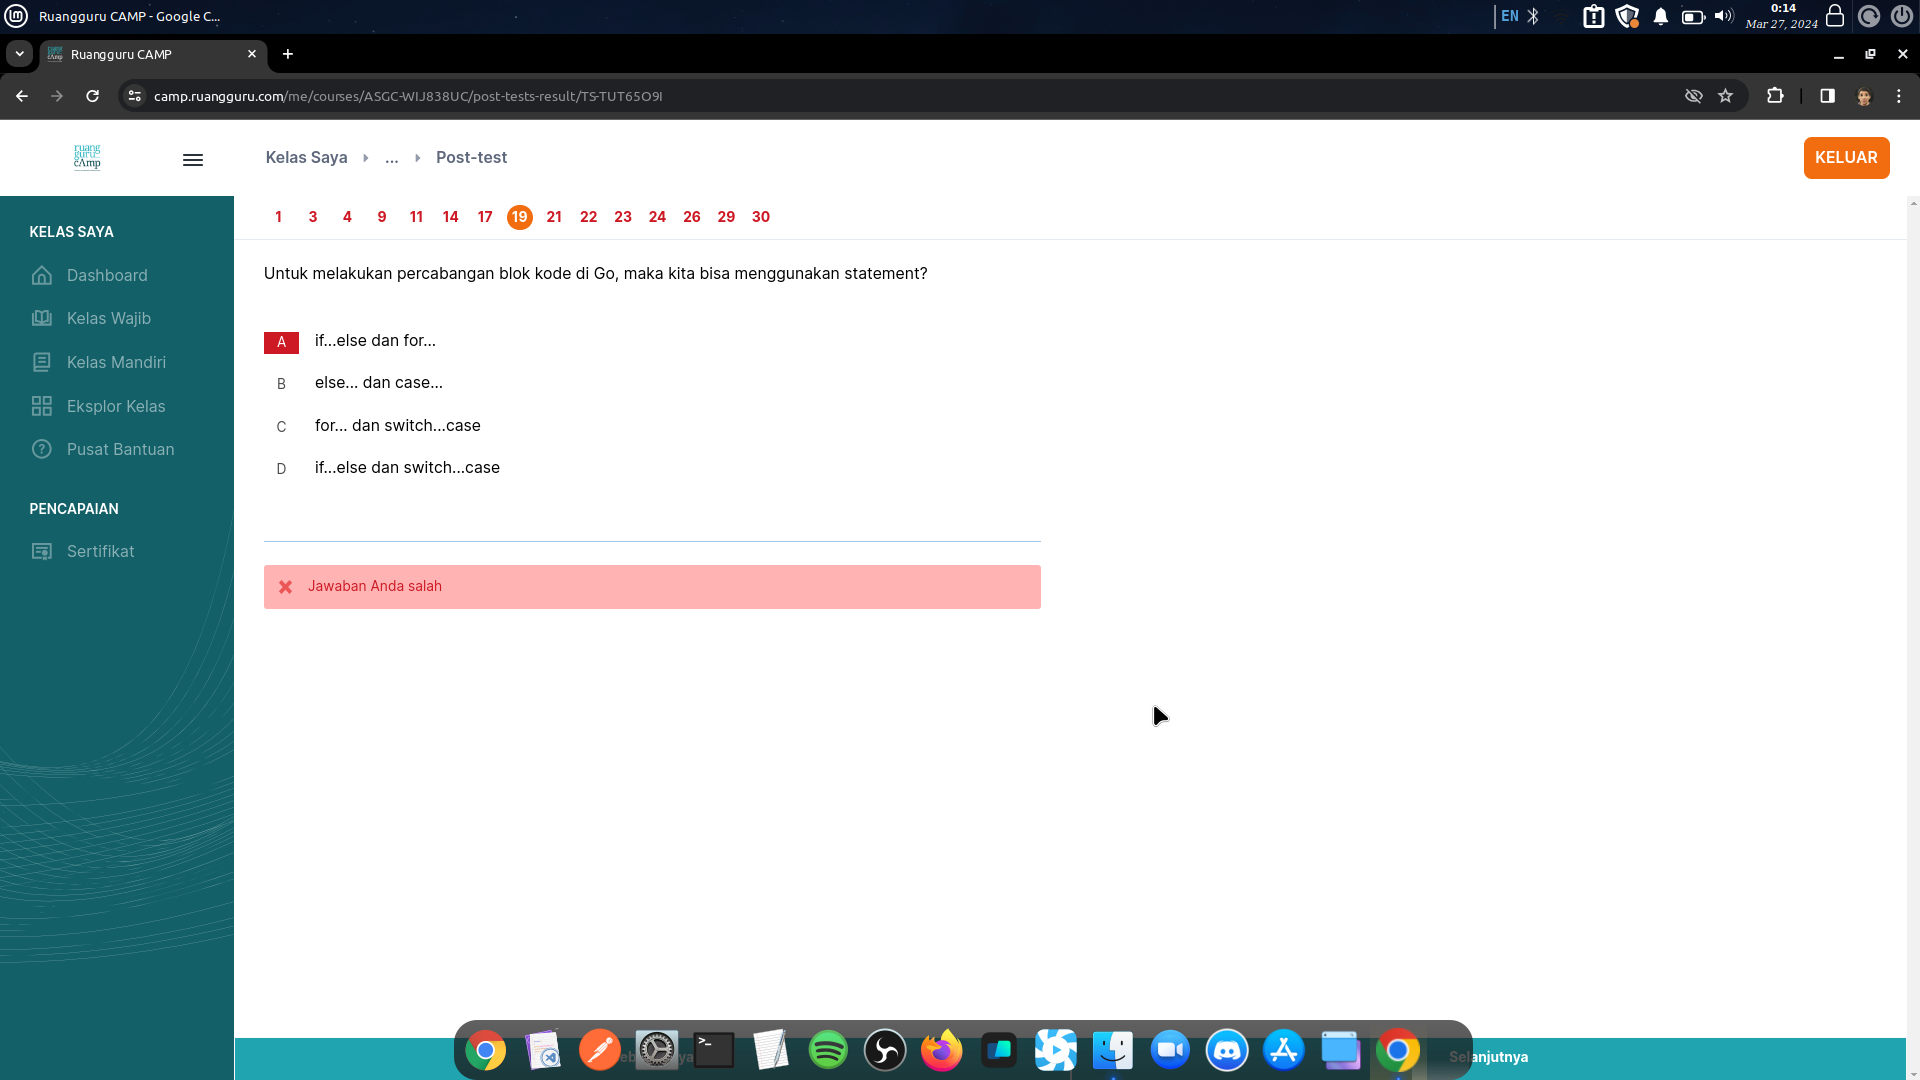 Ruangguru CAMP - Google C...
EN
0:14
Mar 27, 2024
Ruangguru CAMP
camp.ruangguru.com/me/courses/ASGC-WIJ838UC/post-tests-result/TS-TUT65O9I
ruang
guru
cAmp
Kelas Saya
...
Post-test
KELUAR
1 3 4 9 11 14 17 19 21 22 23 24 26 29 30
KELAS SAYA
Dashboard
Kelas Wajib
Kelas Mandiri
Eksplor Kelas
Pusat Bantuan
PENCAPAIAN
Sertifikat
Untuk melakukan percabangan blok kode di Go, maka kita bisa menggunakan statement?
A if...else dan for...
B else... dan case...
C for... dan switch...case
D if...else dan switch...case
Jawaban Anda salah
Selanjutnya